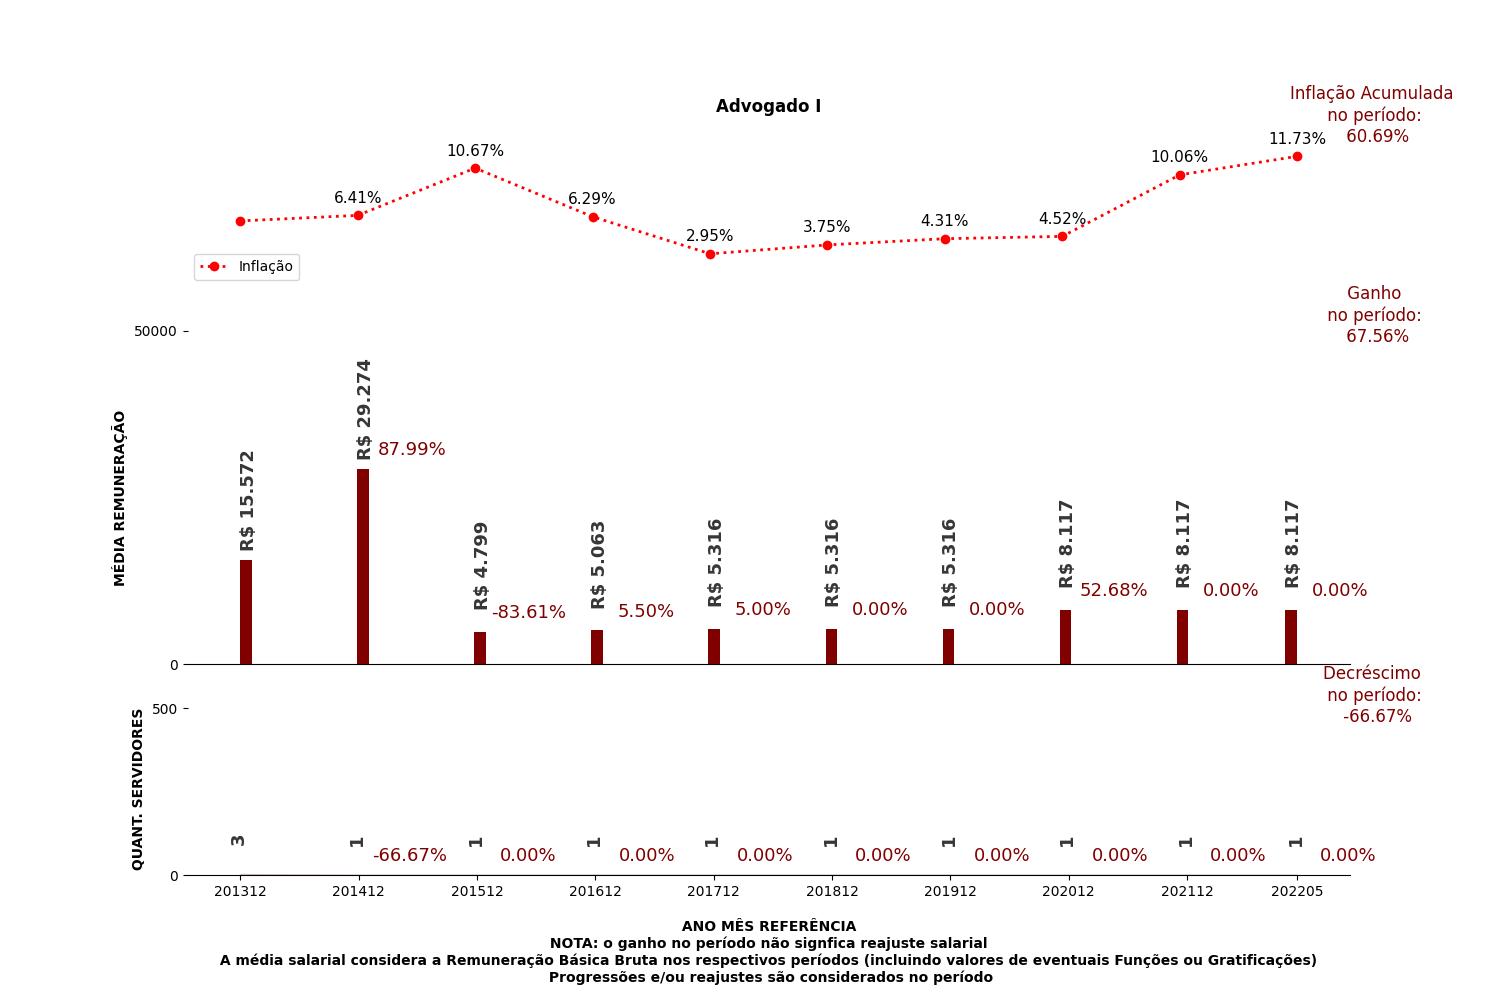 Advogado I
Inflação Acumulada
no período:
60.69%
6.41%
10.67%
6.29%
2.95%
3.75%
4.31%
4.52%
10.06%
11.73%
Inflação
Ganho
no período:
67.56%
MÉDIA REMUNERAÇÃO
50000
0
R$ 15.572
R$ 29.274
87.99%
R$ 4.799
-83.61%
R$ 5.063
5.50%
R$ 5.316
5.00%
R$ 5.316
0.00%
R$ 5.316
0.00%
R$ 8.117
52.68%
R$ 8.117
0.00%
R$ 8.117
0.00%
Decréscimo
no período:
-66.67%
QUANT. SERVIDORES
500
0
3
1
-66.67%
1
0.00%
1
0.00%
1
0.00%
1
0.00%
1
0.00%
1
0.00%
1
0.00%
1
0.00%
201312
201412
201512
201612
201712
201812
201912
202012
202112
202205
ANO MÊS REFERÊNCIA
NOTA: o ganho no período não signfica reajuste salarial
A média salarial considera a Remuneração Básica Bruta nos respectivos períodos (incluindo valores de eventuais Funções ou Gratificações)
Progressões e/ou reajustes são considerados no período